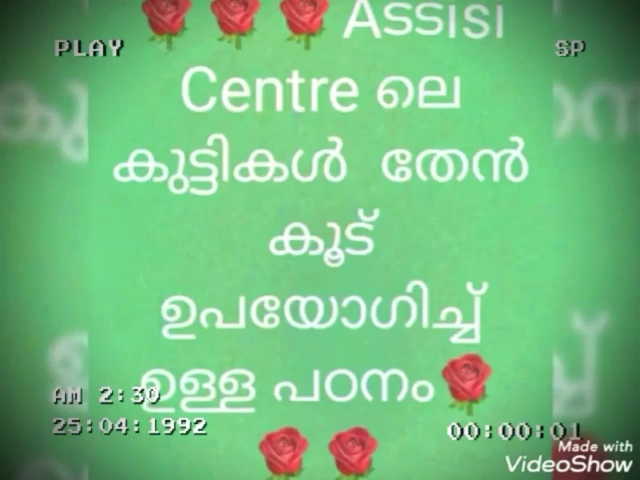 🌹🌹🌹Assisi
PLAY
SP
Centre ലെ
കുട്ടികൾ തേൻ
കൂട്
ഉപയോഗിച്ച്
ഉള്ള പഠനം🌹
🌹🌹
AM 2:30
25:04:1992
00:00:01
Made with
VideoShow